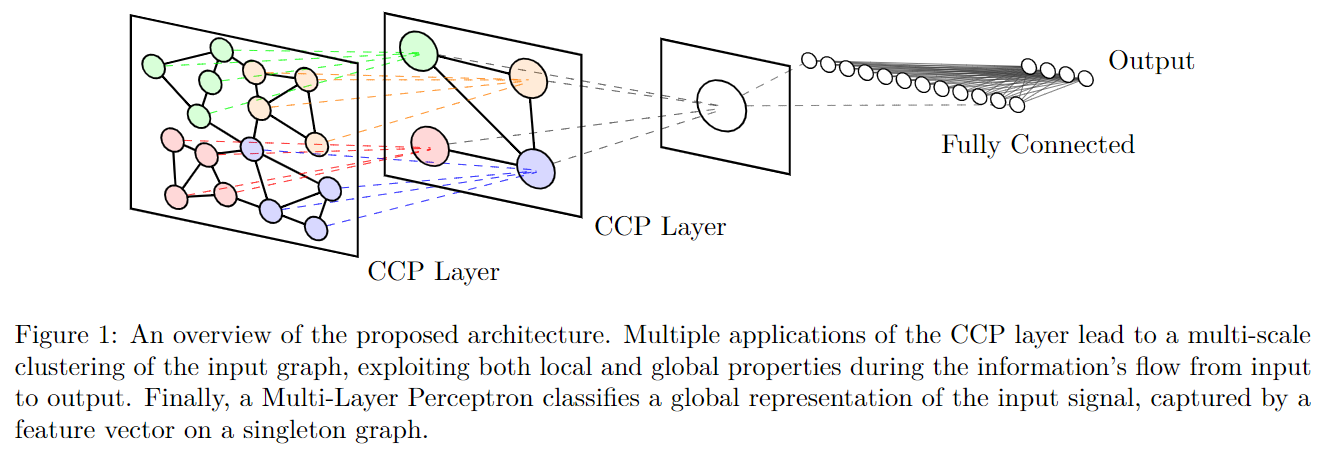 Output
Fully Connected
CCP Layer
CCP Layer
Figure 1: An overview of the proposed architecture. Multiple applications of the CCP layer lead to a multi-scale
clustering of the input graph, exploiting both local and global properties during the information's flow from input
to output. Finally, a Multi-Layer Perceptron classifies a global representation of the input signal, captured by a
feature vector on a singleton graph.